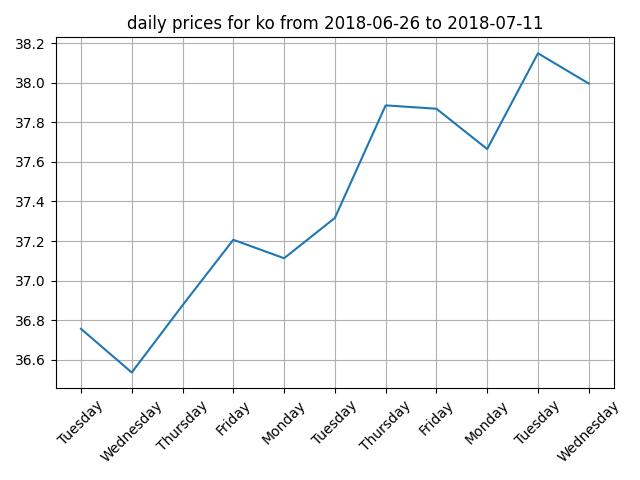 daily prices for ko from 2018-06-26 to 2018-07-11
38.2
38.0
37.8
37.6
37.4
37.2
37.0
36.8
36.6
Tuesday
Wednesday
Thursday
Friday
Monday
Tuesday
Thursday
Friday
Monday
Tuesday
Wednesday